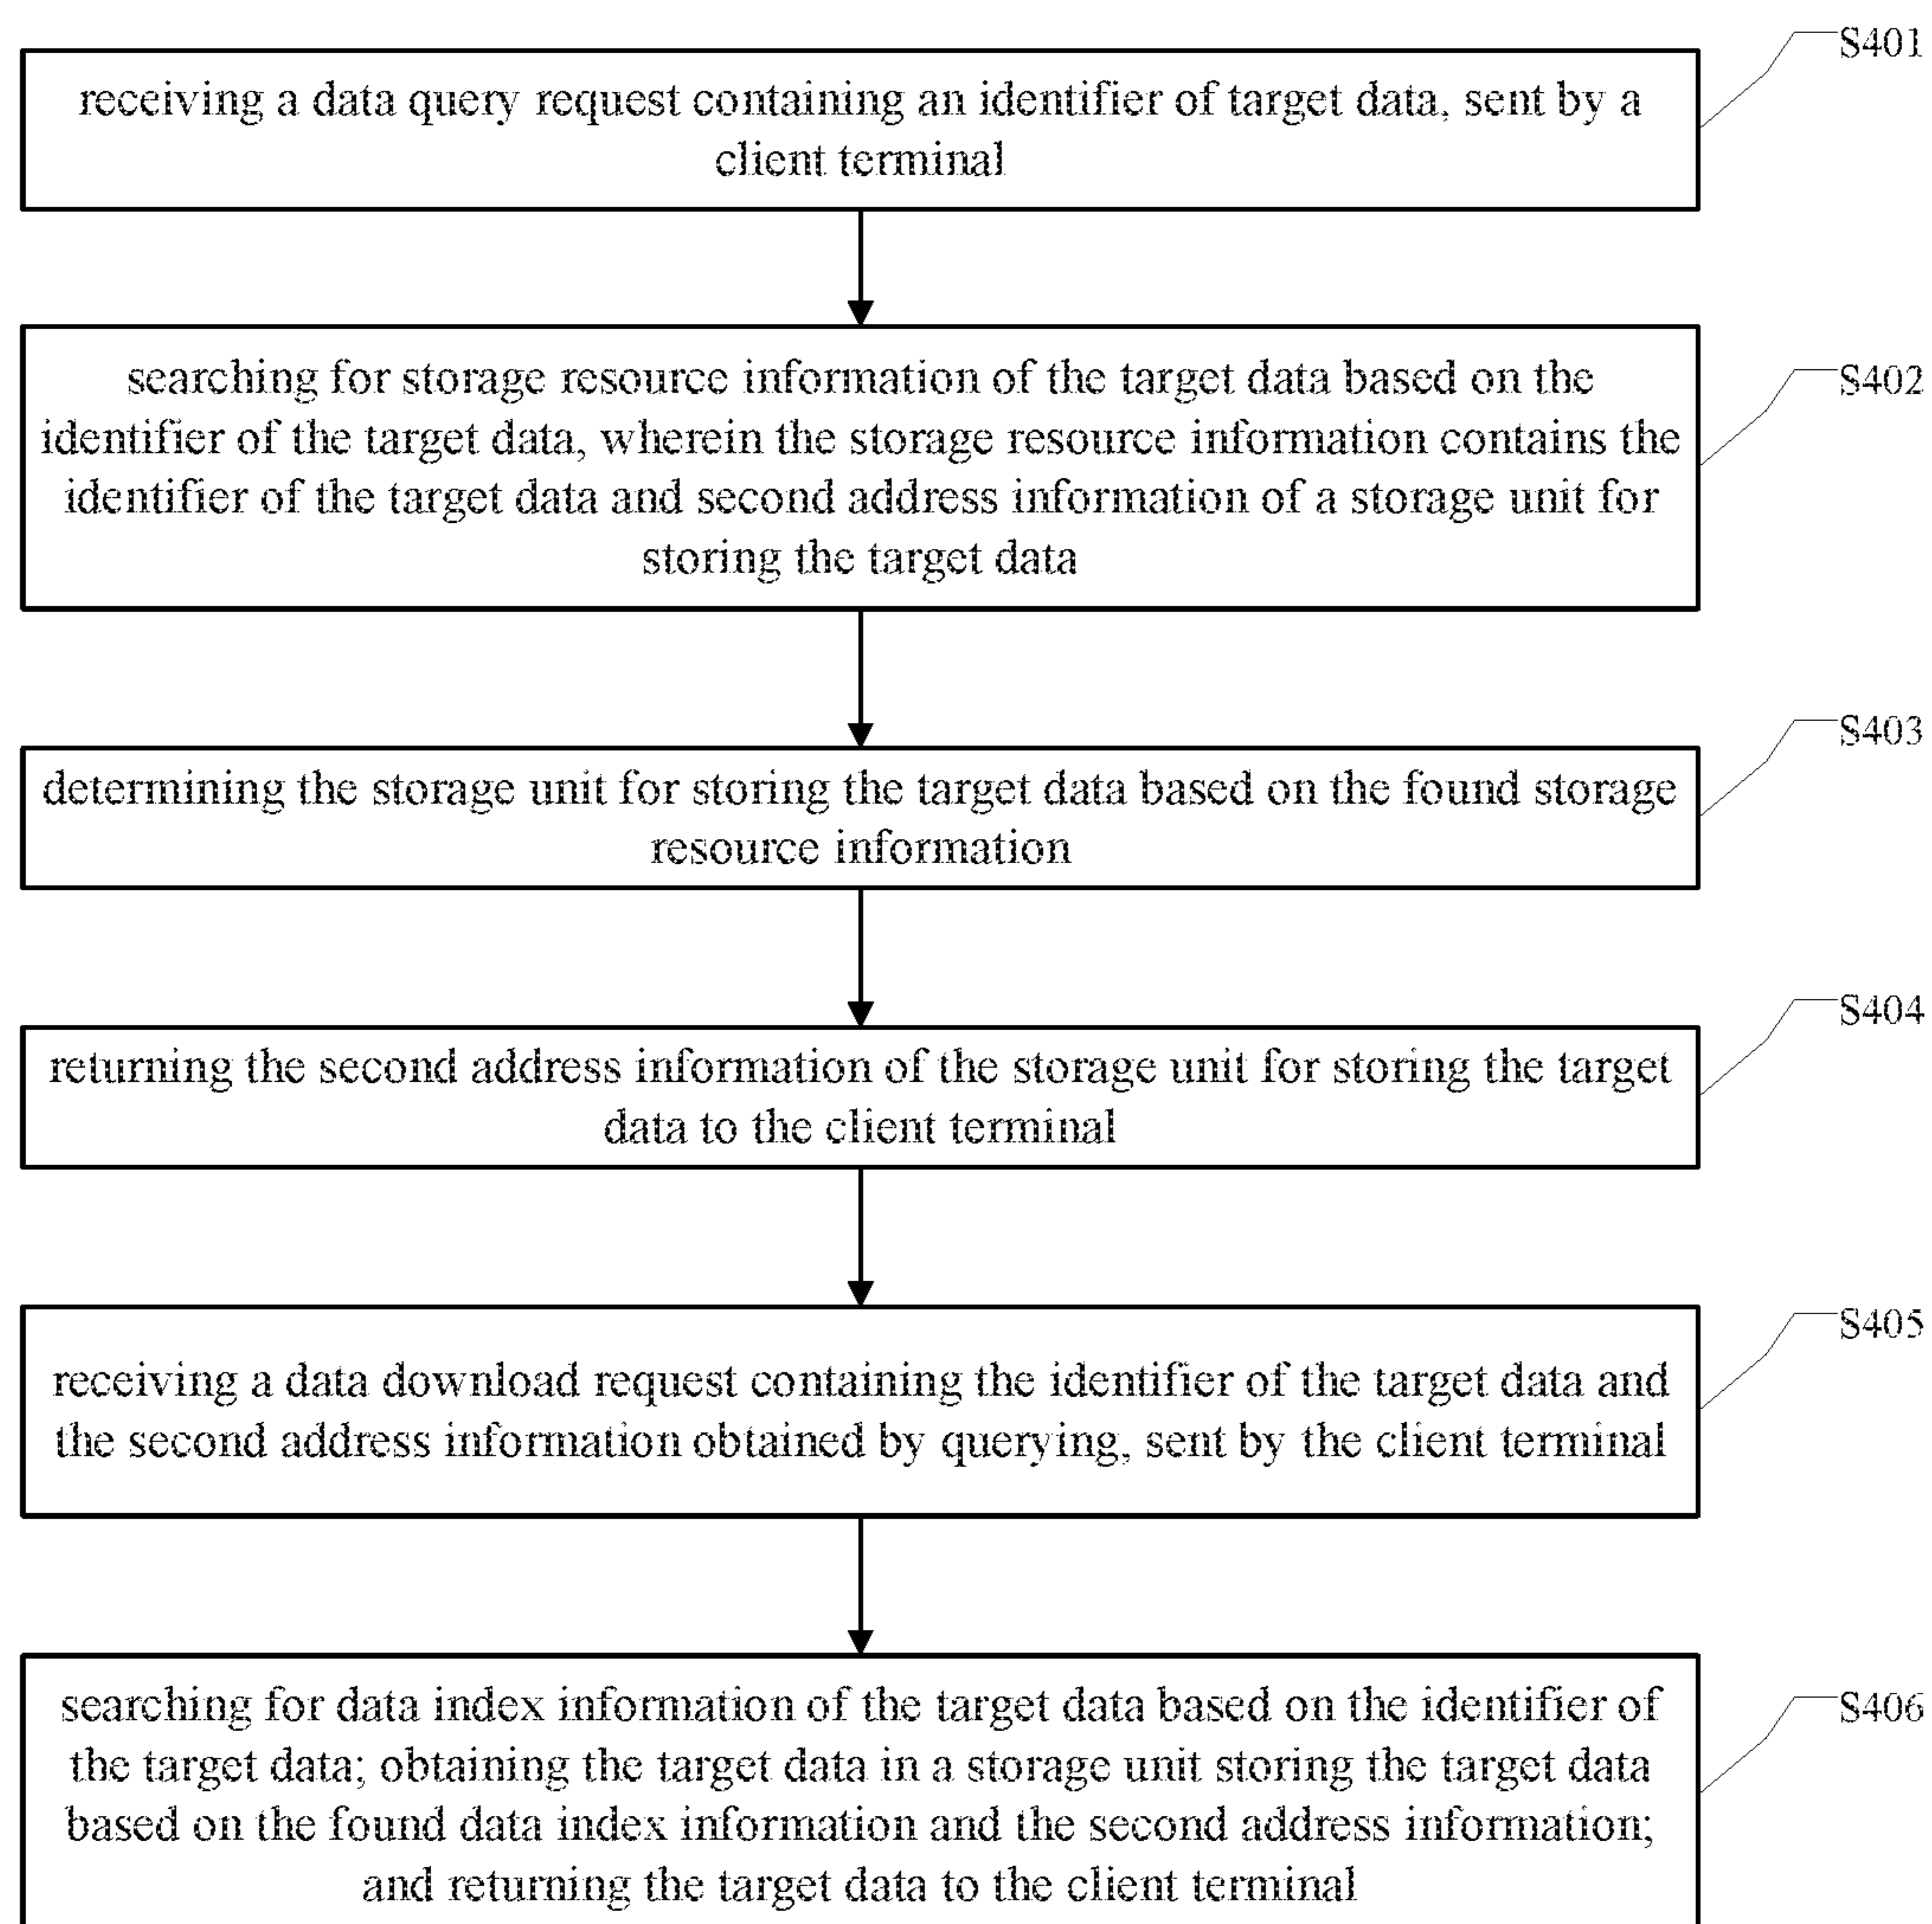 S401
receiving a data query request containing an identifier of target data, sent by a
client terminal
S402
searching for storage resource information of the target data based on the
identifier of the target data, wherein the storage resource information contains the
identifier of the target data and second address information of a storage unit for
storing the target data
S403
determining the storage unit for storing the target data based on the found storage
resource information
S404
returning the second address information of the storage unit for storing the target
data to the client terminal
S405
receiving a data download request containing the identifier of the target data and
the second address information obtained by querying, sent by the client terminal
S406
searching for data index information of the target data based on the identifier of
the target data; obtaining the target data in a storage unit storing the target data
based on the found data index information and the second address information;
and returning the target data to the client terminal